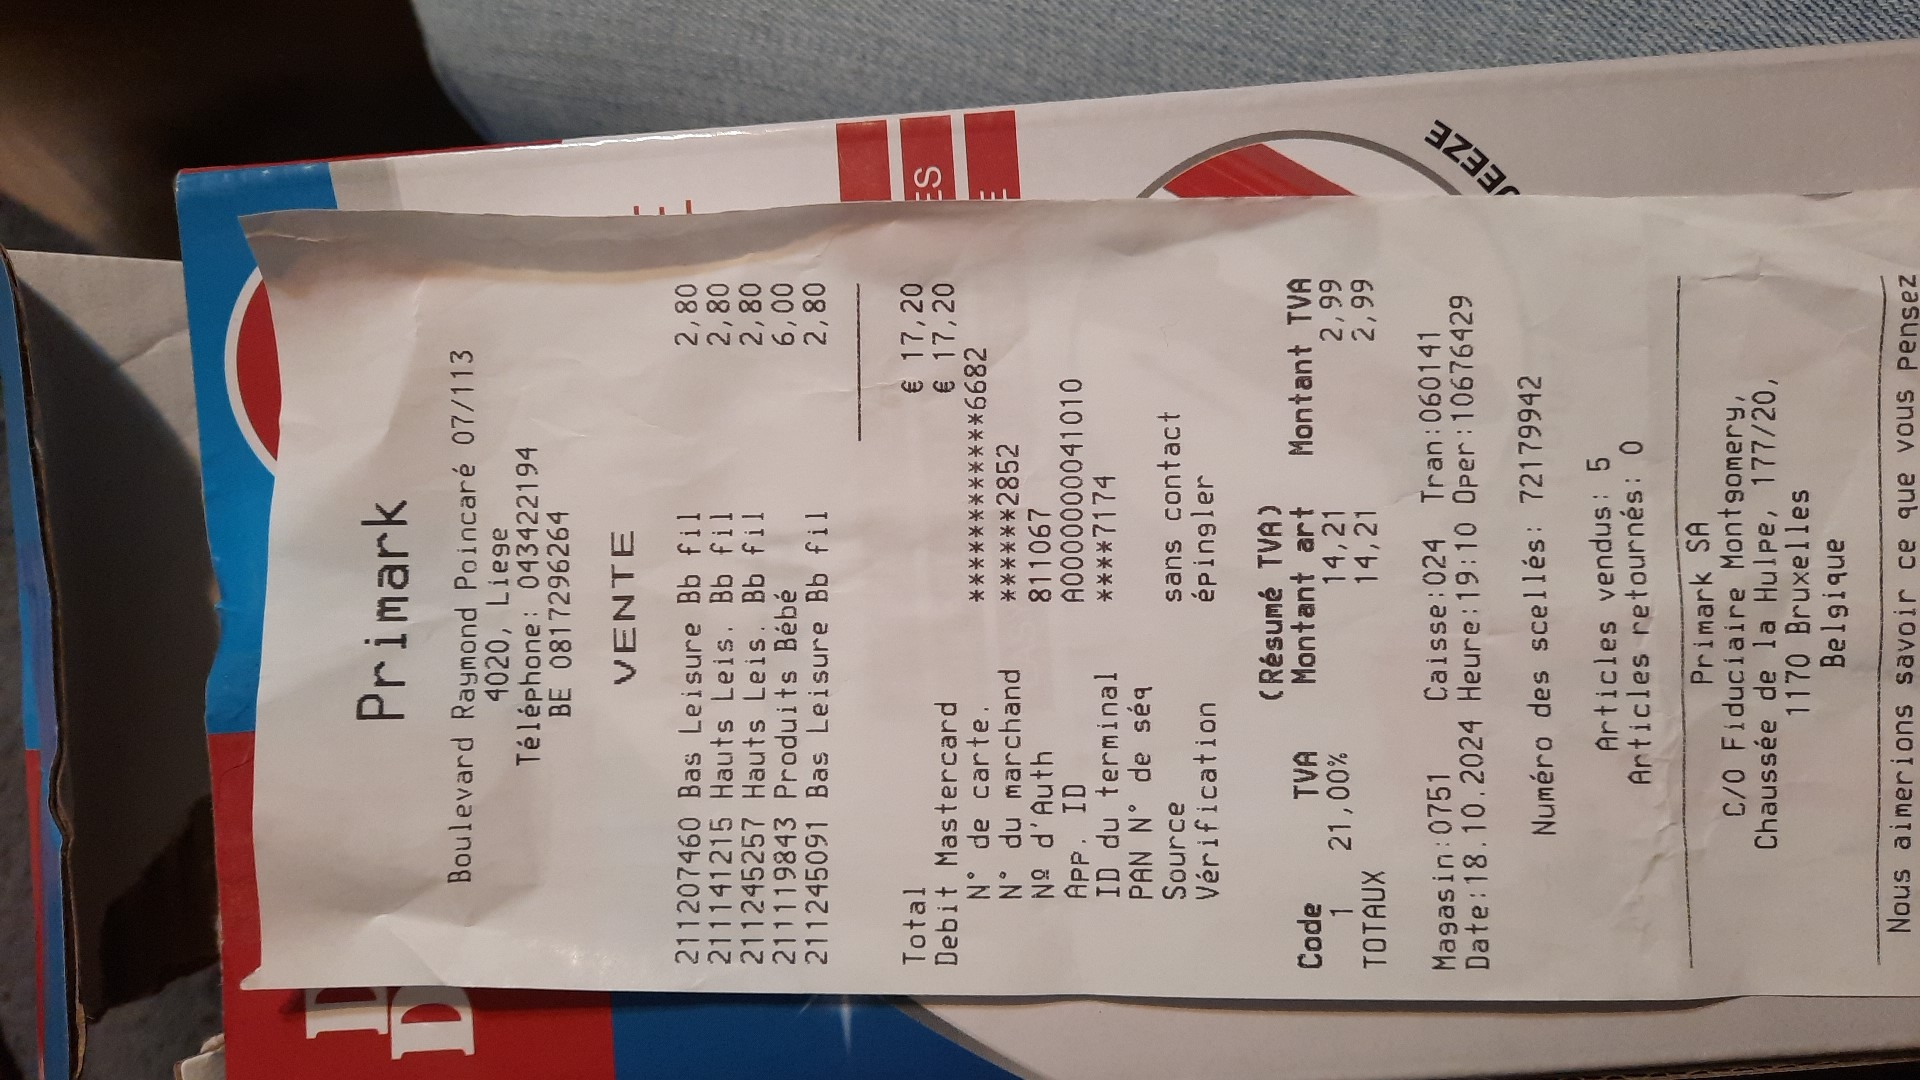 Primark
Boulevard Raymond Poincaré 07/113
4020, Liege
Téléphone: 043422194
BE 0817296264
VENTE
2112207460 Bas Leisure Bb fil 2,80
2111141215 Hauts Leis. Bb fil 2,80
2111245257 Hauts Leis. Bb fil 2,80
2111119843 Produits Bébé 6,00
2111245091 Bas Leisure Bb fil 2,80
Total € 17,20
Debit Mastercard € 17,20
N° de carte. ************6682
N° du marchand ******2852
Nº d'Auth 811067
App. ID A0000000041010
ID du terminal ****7174
PAN N° de séq
Source sans contact
Vérification épingler
(Résumé TVA)
Code TVA Montant art Montant TVA
1 21,00% 14,21 2,99
TOTAUX 14,21 2,99
Magasin:0751 Caisse:024 Tran:060141
Date:18.10.2024 Heure:19:10 Oper:10676429
Numéro des scellés: 72179942
Articles vendus: 5
Articles retournés: 0
Primark SA
C/O Fiduciaire Montgomery,
Chaussée de la Hulpe, 177/20,
1170 Bruxelles
Belgique
Nous aimerions savoir ce que vous pensez